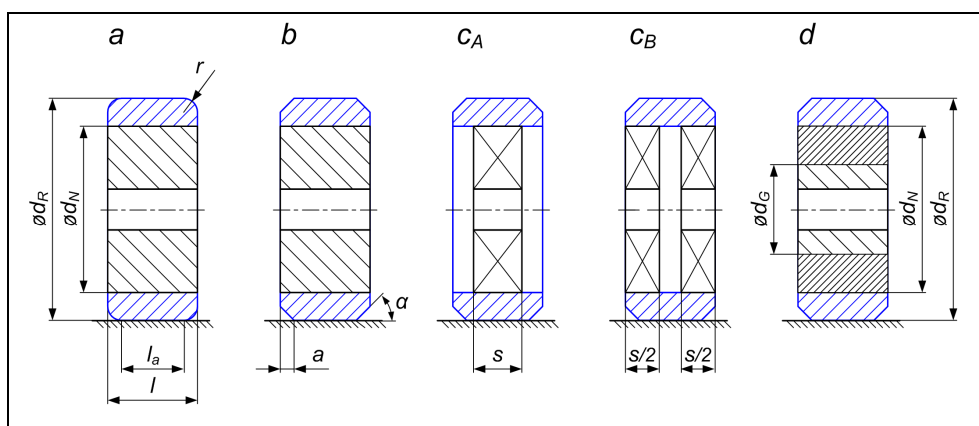 a b c_A c_B d
r
ød_R
ød_N
ød_G
ød_N
ød_R
α
l_a
a
s
s/2
s/2
l